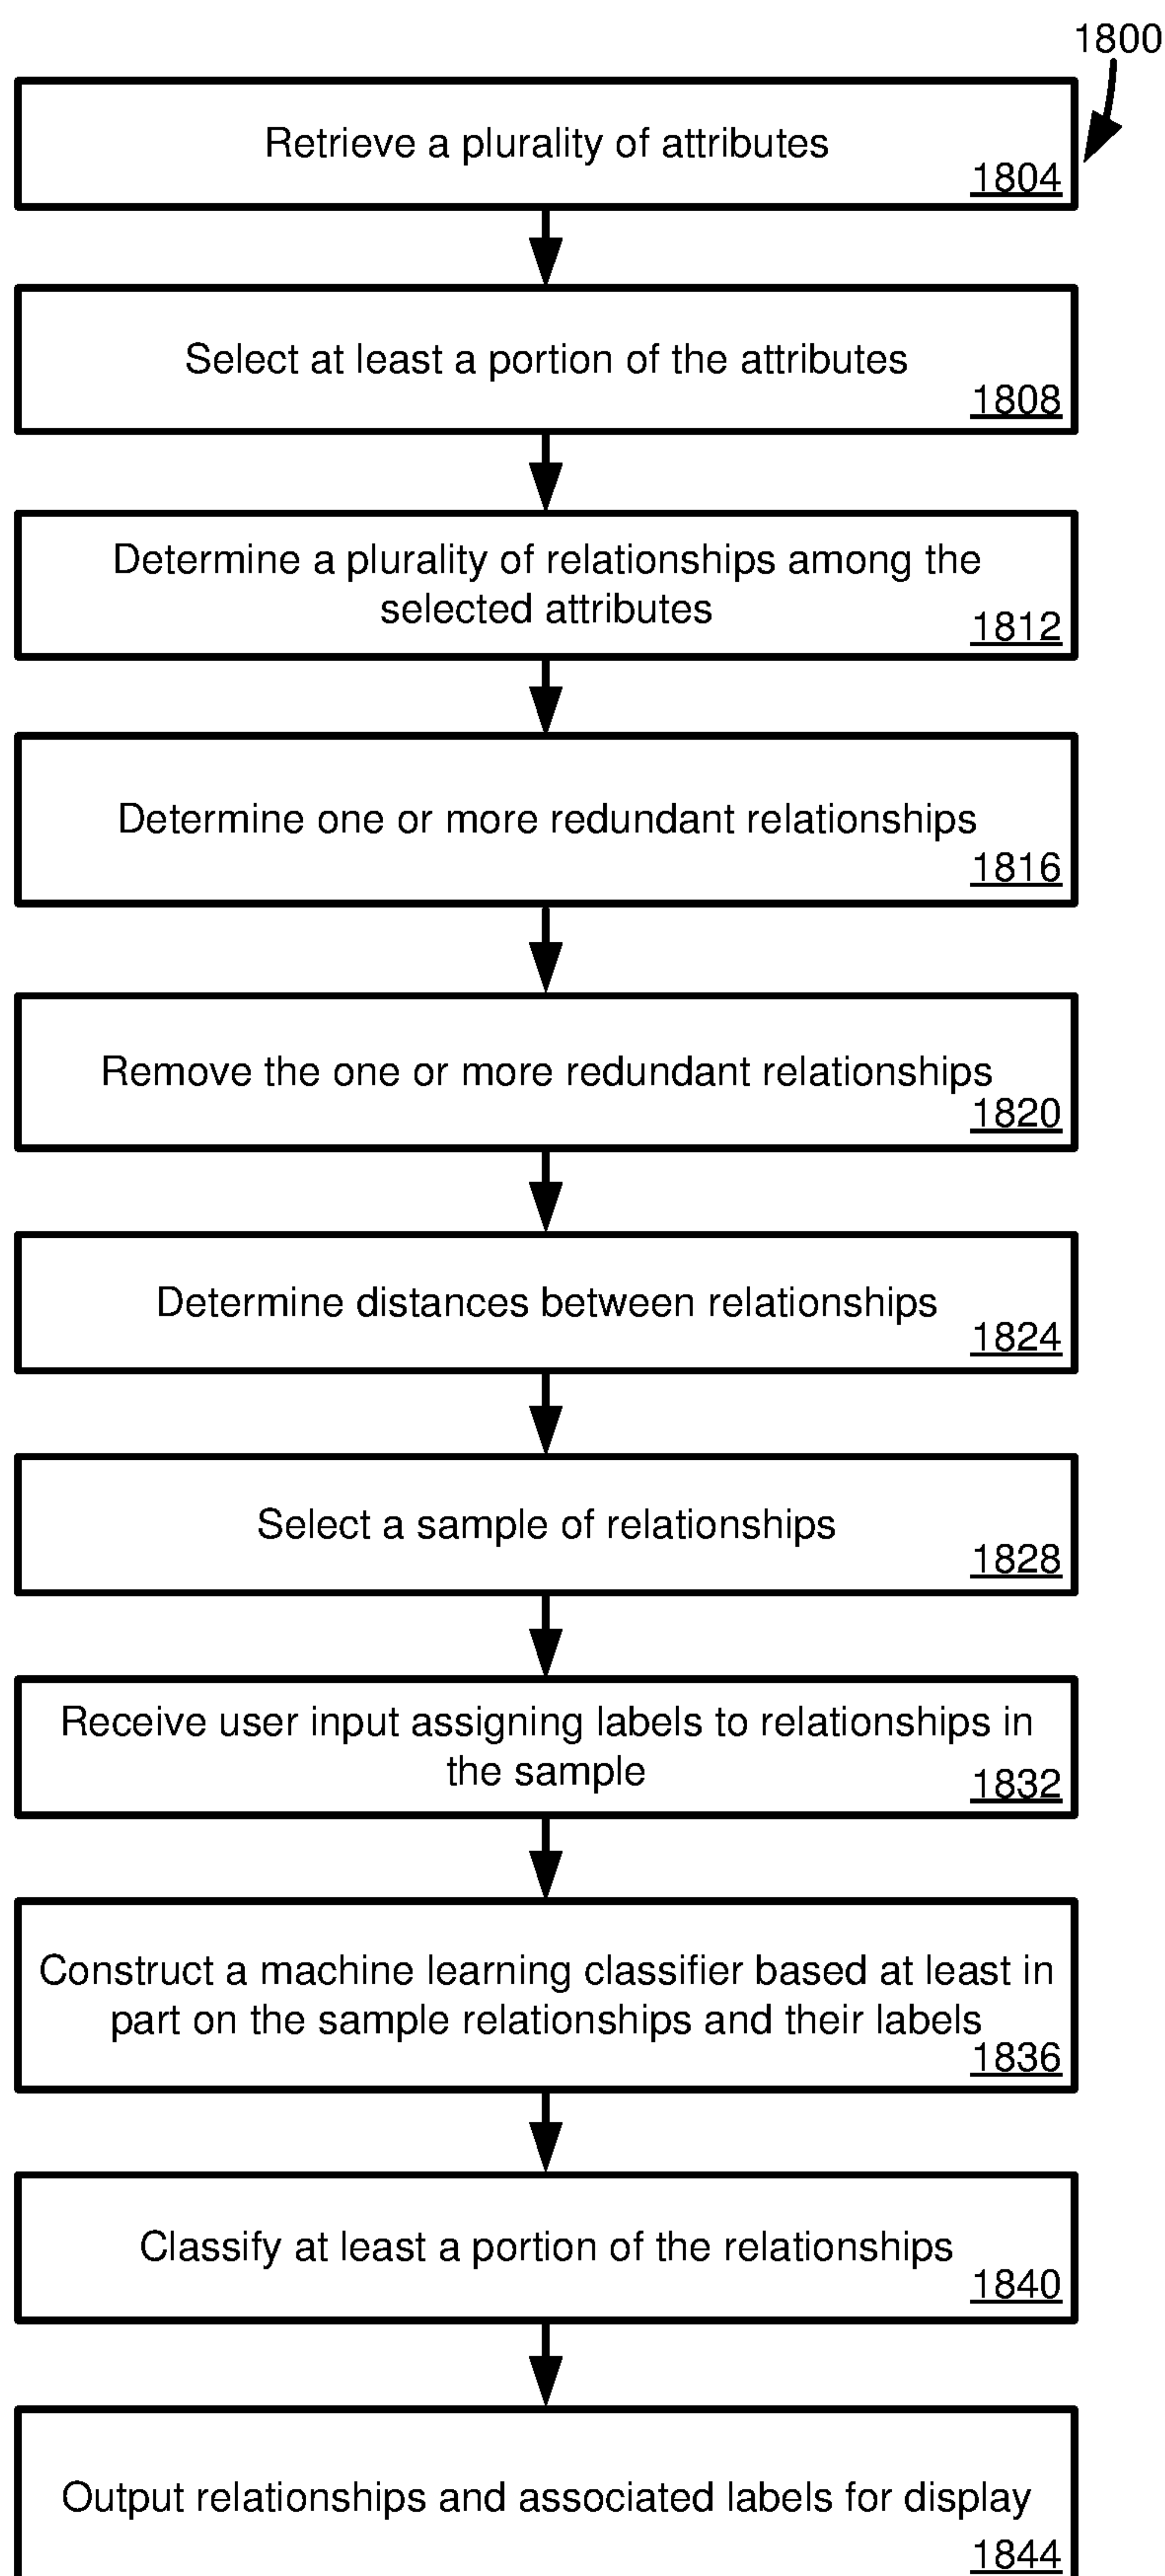 1800
Retrieve a plurality of attributes
1804
Select at least a portion of the attributes
1808
Determine a plurality of relationships among the
selected attributes
1812
Determine one or more redundant relationships
1816
Remove the one or more redundant relationships
1820
Determine distances between relationships
1824
Select a sample of relationships
1828
Receive user input assigning labels to relationships in
the sample
1832
Construct a machine learning classifier based at least in
part on the sample relationships and their labels
1836
Classify at least a portion of the relationships
1840
Output relationships and associated labels for display
1844